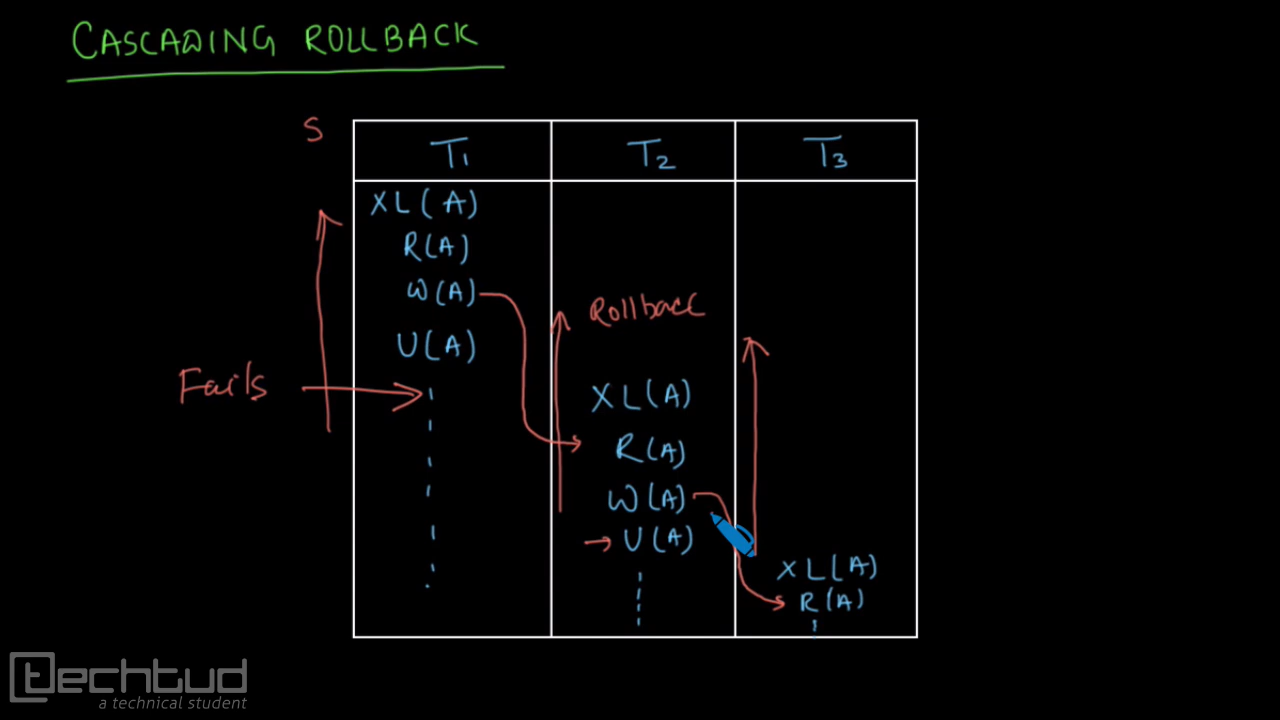 CASCADING ROLLBACK
S
T1 T2 T3
XL(A)
R(A)
W(A)
Rollback
U(A)
Fails
XL(A)
R(A)
W(A)
U(A)
XL(A)
R(A)
techtud
a technical student